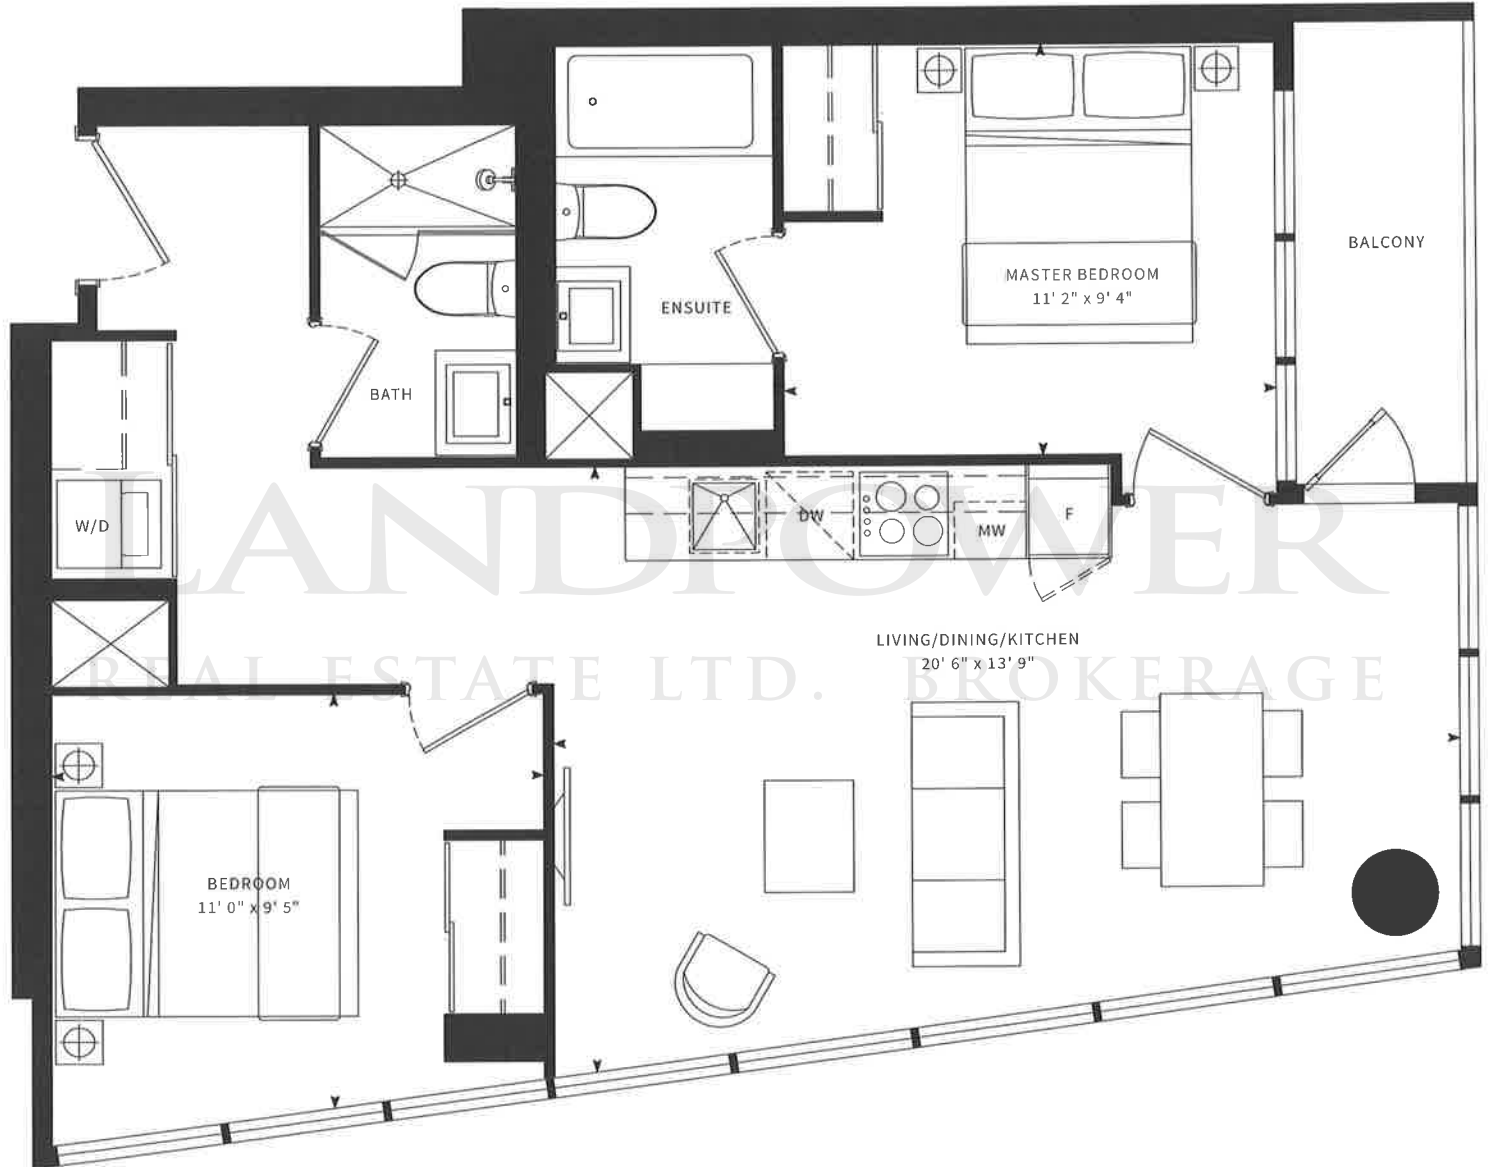 BALCONY
MASTER BEDROOM
11' 2" x 9' 4"
ENSUITE
BATH
W/D
DW
MW
F
LANDPOWER
REAL ESTATE LTD. BROKERAGE
LIVING/DINING/KITCHEN
20' 6" x 13' 9"
BEDROOM
11' 0" x 9' 5"